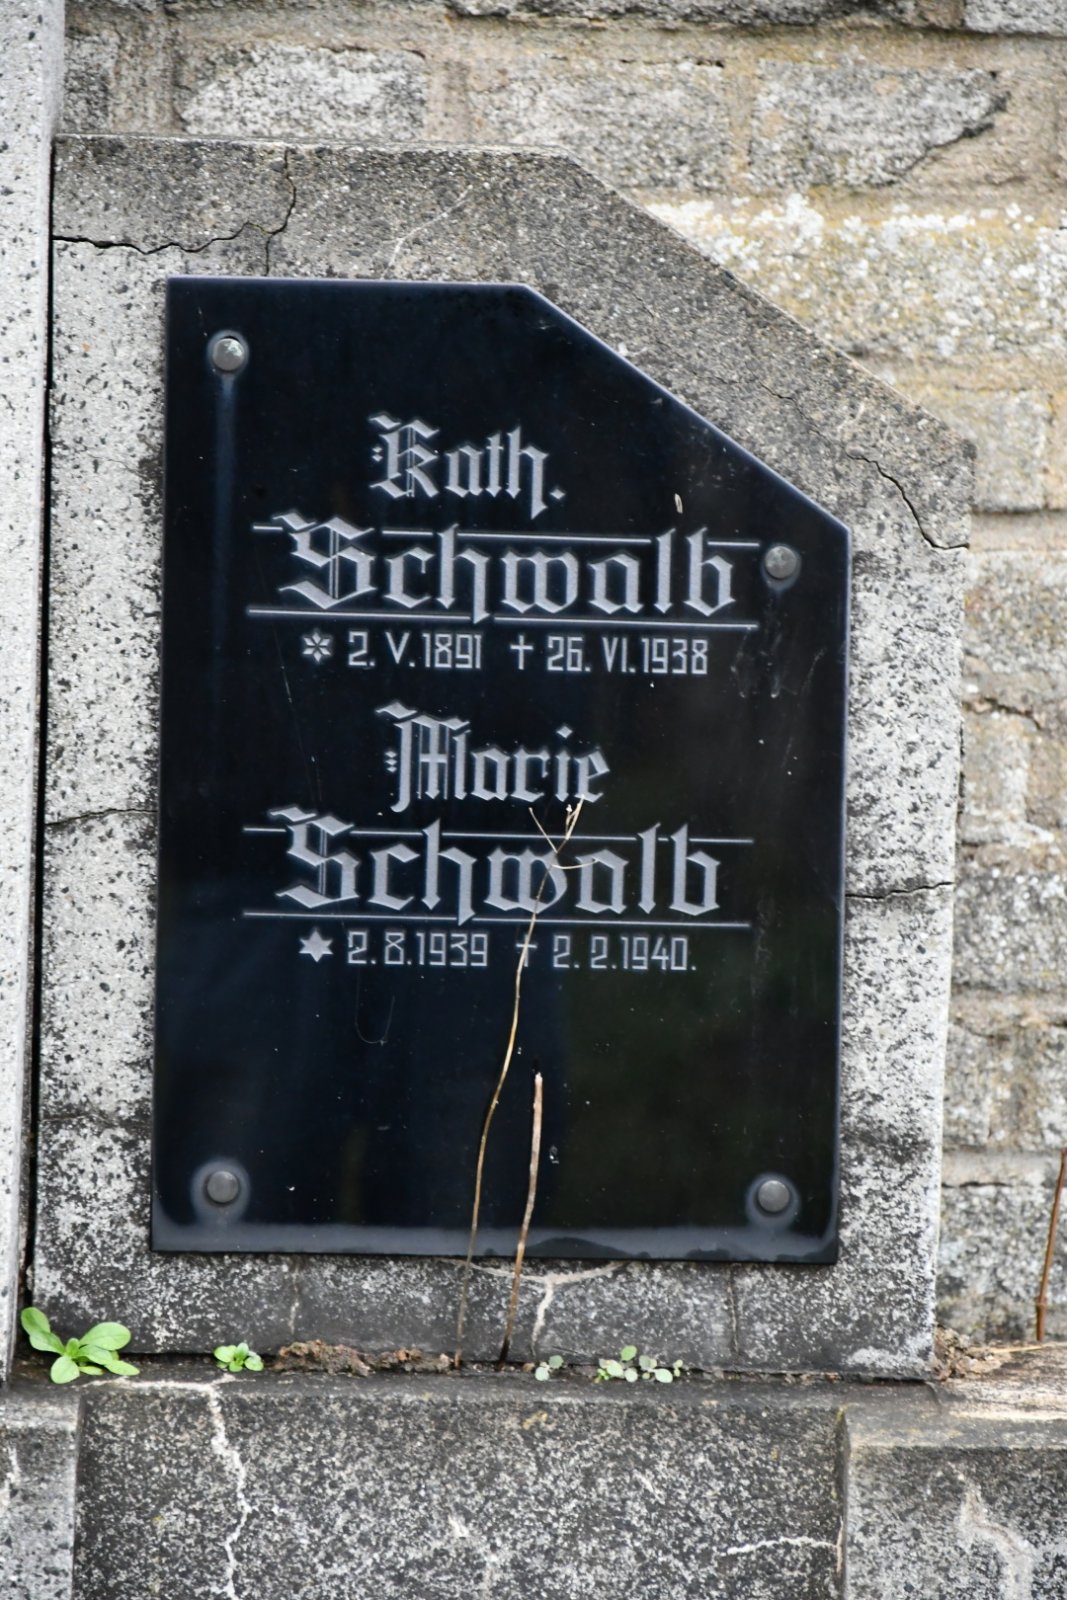 Kath.
Schwalb
* 2. V. 1891 † 26. VI. 1938
Marie
Schwalb
* 2. 8. 1939 † 2. 2. 1940.